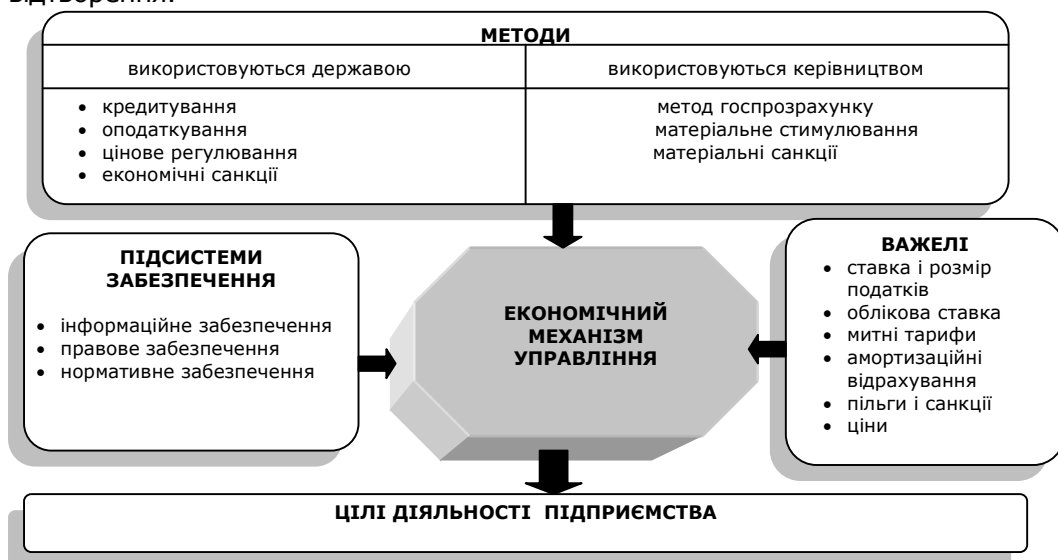 відтворення.
МЕТОДИ
використовуються державою
використовуються керівництвом
• кредитування
• оподаткування
• цінове регулювання
• економічні санкції
метод госпрозрахунку
матеріальне стимулювання
матеріальні санкції
ПІДСИСТЕМИ
ЗАБЕЗПЕЧЕННЯ
• інформаційне забезпечення
• правове забезпечення
• нормативне забезпечення
ЕКОНОМІЧНИЙ
МЕХАНІЗМ
УПРАВЛІННЯ
ВАЖЕЛІ
• ставка і розмір
податків
• облікова ставка
• митні тарифи
• амортизаційні
відрахування
• пільги і санкції
• ціни
ЦІЛІ ДІЯЛЬНОСТІ ПІДПРИЄМСТВА